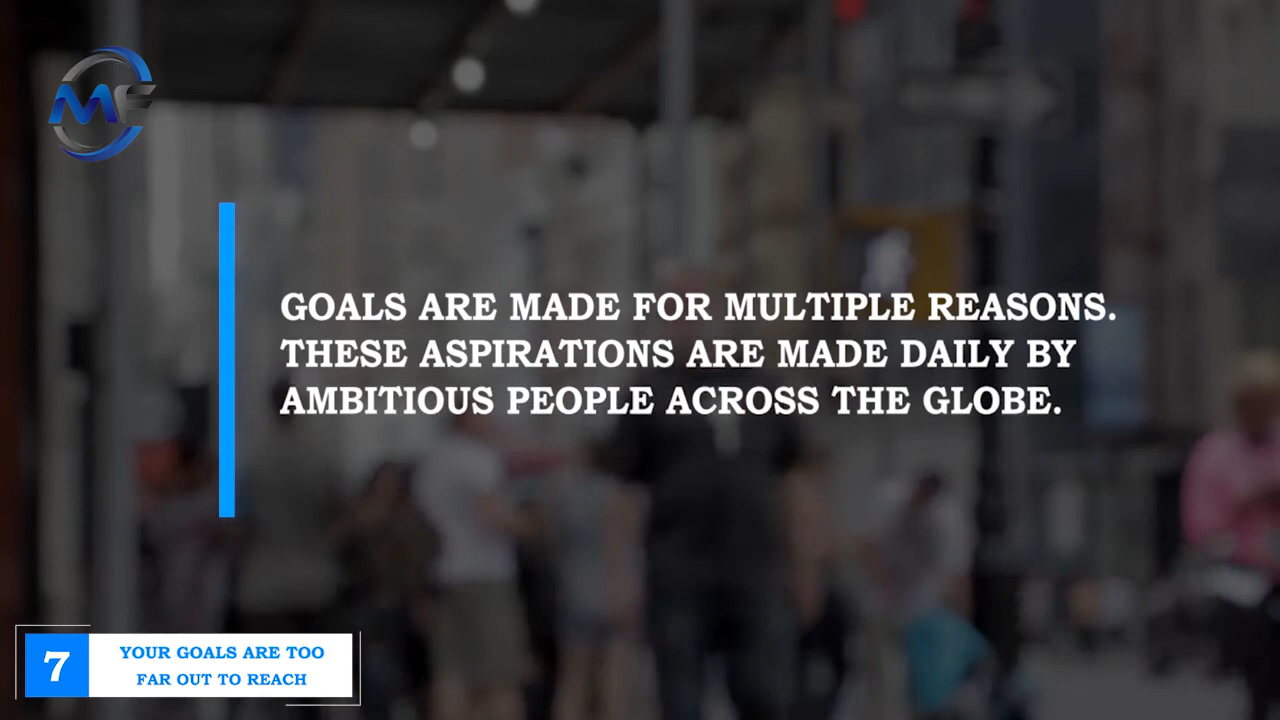 MF
GOALS ARE MADE FOR MULTIPLE REASONS.
THESE ASPIRATIONS ARE MADE DAILY BY
AMBITIOUS PEOPLE ACROSS THE GLOBE.
7
YOUR GOALS ARE TOO
FAR OUT TO REACH